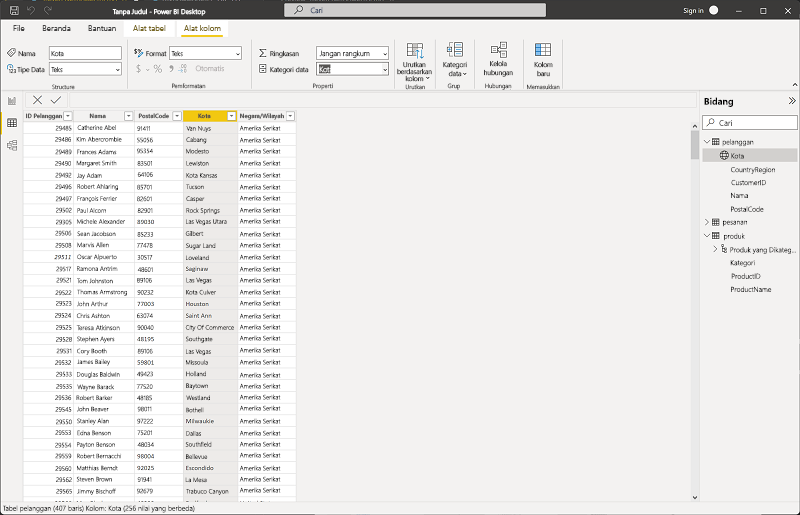 Tanpa Judul - Power BI Desktop
Cari
Sign in
File Beranda Bantuan Alat tabel Alat kolom
Nama Kota
Tipe Data Teks
Structure
Format Teks
$ % Otomatis
Pemformatan
Ringkasan Jangan rangkum
Kategori data Kota
Properti
Urutkan berdasarkan kolom
Urutkan
Kategori data
Grup
Kelola hubungan
Hubungan
Kolom baru
Memasukkan
ID Pelanggan Nama PostalCode Kota Negara/Wilayah
29485 Catherine Abel 91411 Van Nuys Amerika Serikat
29486 Kim Abercrombie 55056 Cabang Amerika Serikat
29489 Frances Adams 95354 Modesto Amerika Serikat
29490 Margaret Smith 83501 Lewiston Amerika Serikat
29492 Jay Adam 64106 Kota Kansas Amerika Serikat
29494 Robert Ahlaring 85701 Tucson Amerika Serikat
29497 François Ferrier 82601 Casper Amerika Serikat
29502 Paul Alcorn 82901 Rock Springs Amerika Serikat
29305 Michele Alexander 89030 Las Vegas Utara Amerika Serikat
29506 Sean Jacobson 85233 Gilbert Amerika Serikat
29508 Marvis Allen 77478 Sugar Land Amerika Serikat
29511 Oscar Alpuerto 30517 Loveland Amerika Serikat
29517 Ramona Antrim 48601 Saginaw Amerika Serikat
29521 Tom Johnston 89106 Las Vegas Amerika Serikat
29522 Thomas Armstrong 90232 Kota Culver Amerika Serikat
29523 John Arthur 77003 Houston Amerika Serikat
29524 Chris Ashton 63074 Saint Ann Amerika Serikat
29525 Teresa Atkinson 90040 City Of Commerce Amerika Serikat
29528 Stephen Ayers 48195 Southgate Amerika Serikat
29531 Cory Booth 89106 Las Vegas Amerika Serikat
29532 James Bailey 59801 Missoula Amerika Serikat
29533 Douglas Baldwin 49423 Holland Amerika Serikat
29535 Wayne Barack 77520 Baytown Amerika Serikat
29536 Robert Barker 48185 Westland Amerika Serikat
29545 John Beaver 98011 Bothell Amerika Serikat
29550 Stanley Alan 97222 Milwaukie Amerika Serikat
29553 Edna Benson 75201 Dallas Amerika Serikat
29554 Payton Benson 48034 Southfield Amerika Serikat
29559 Robert Bernacchi 98004 Bellevue Amerika Serikat
29560 Matthias Berndt 92025 Escondido Amerika Serikat
29562 Steven Brown 91941 La Mesa Amerika Serikat
29565 Jimmy Bischoff 92679 Trabuco Canyon Amerika Serikat
Bidang
Cari
pelanggan
Kota
CountryRegion
CustomerID
Nama
PostalCode
pesanan
produk
Produk yang Dikateg...
Kategori
ProductID
ProductName
Tabel pelanggan (407 baris) Kolom: Kota (256 nilai yang berbeda)